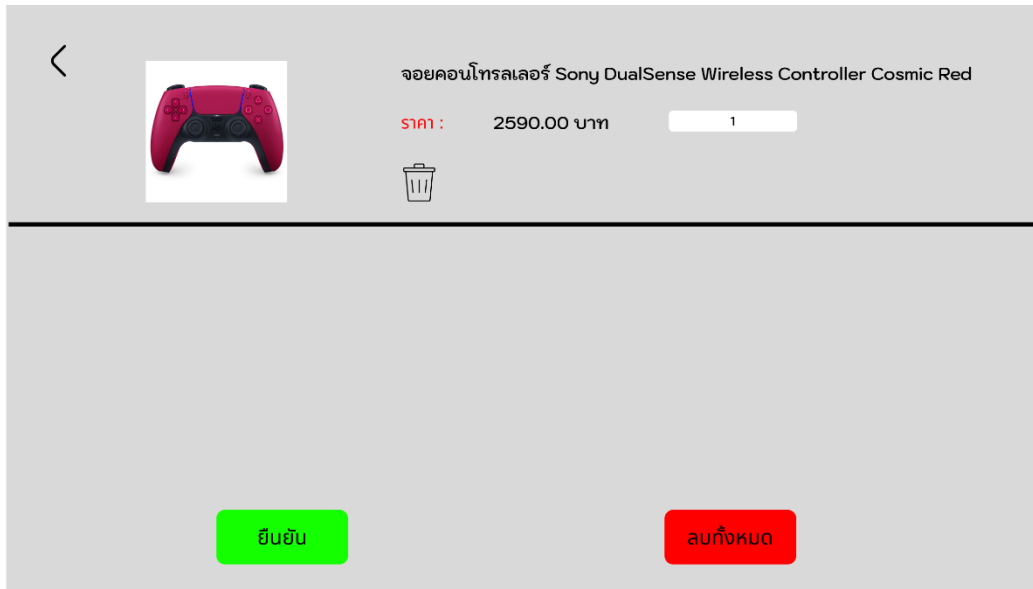 จอยคอนโทรลเลอร์ Sony DualSense Wireless Controller Cosmic Red
ราคา : 2590.00 บาท 1
ยืนยัน ลบทั้งหมด